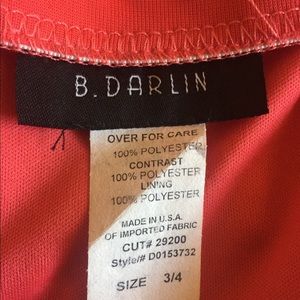 B.DARLIN
OVER FOR CARE
100% POLYESTER
CONTRAST
100% POLYESTER
LINING
100% POLYESTER
MADE IN U.S.A.
OF IMPORTED FABRIC
CUT# 29200
Style# D0153732
SIZE 3/4